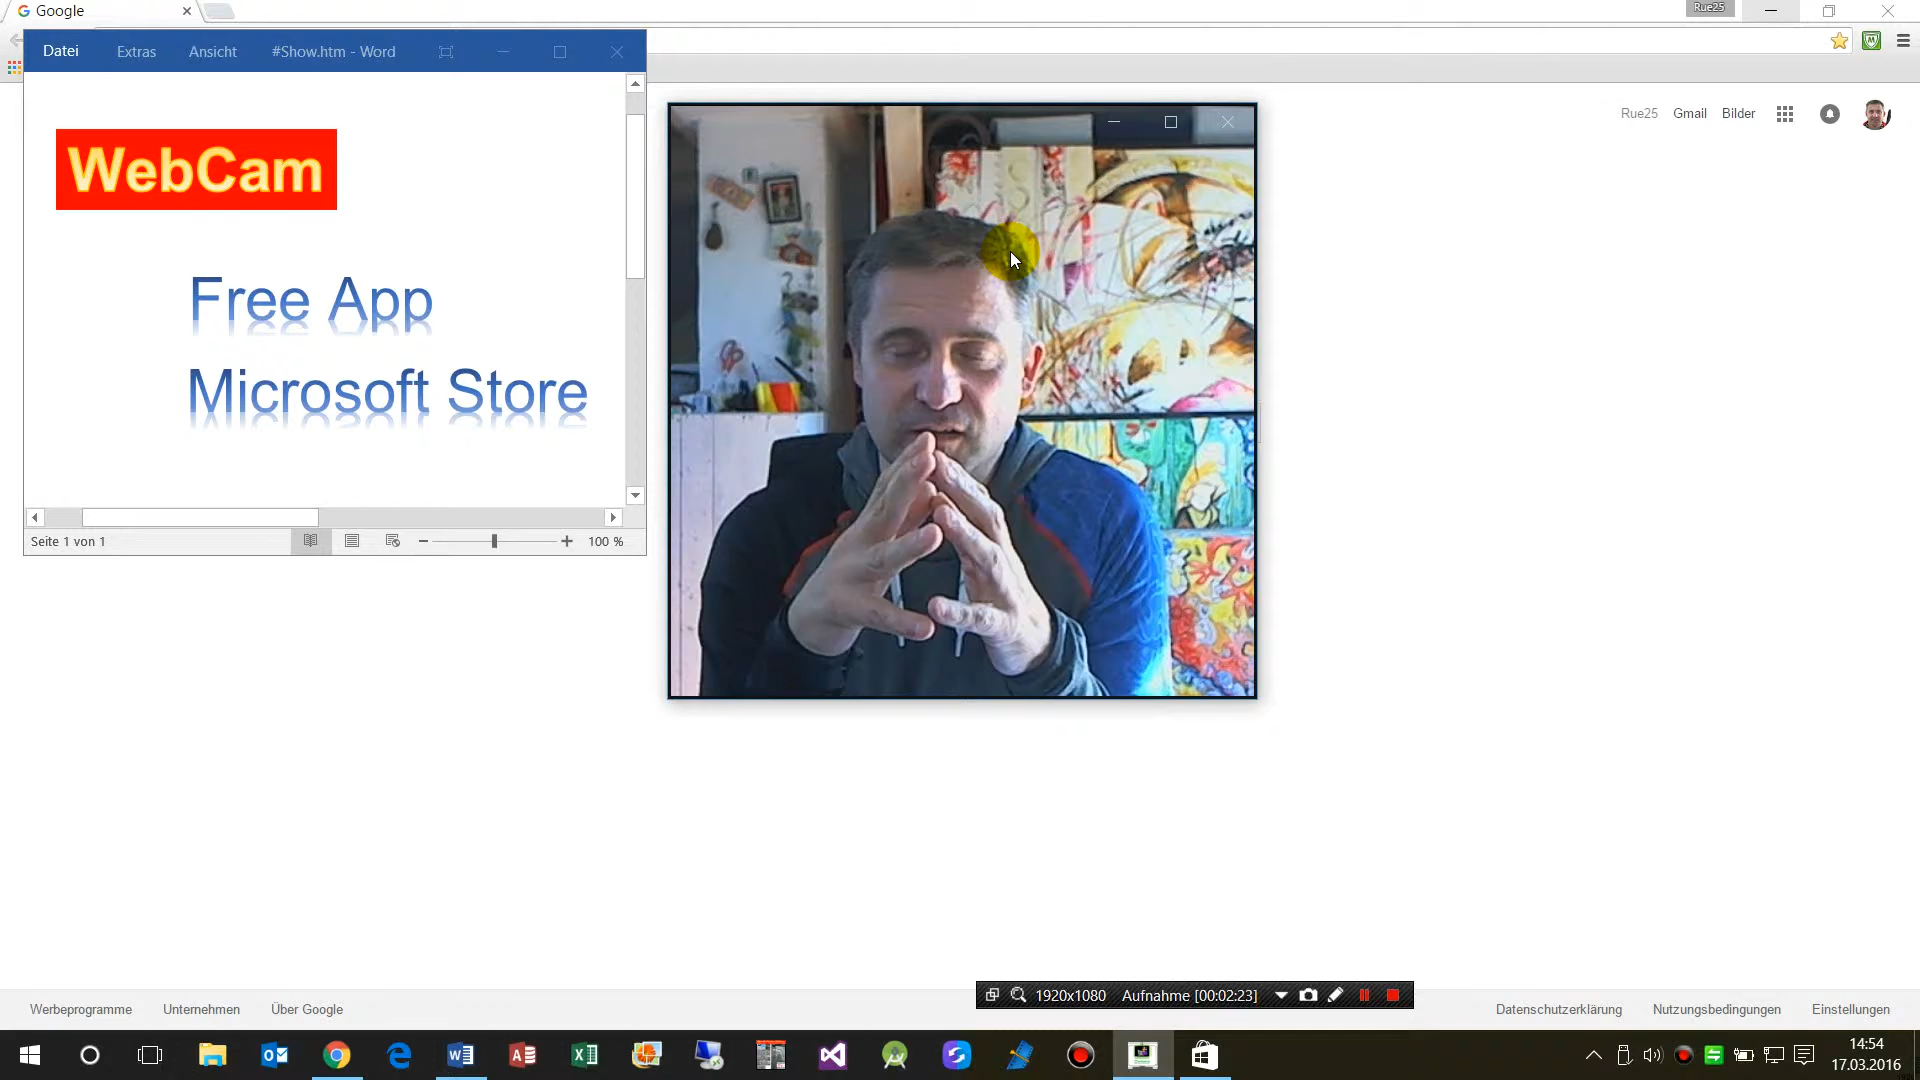 Google
Rue25
Datei Extras Ansicht #Show.htm - Word
WebCam
Free App
Microsoft Store
Seite 1 von 1
100 %
Rue25 Gmail Bilder
1920x1080 Aufnahme [00:02:23]
Werbeprogramme Unternehmen Über Google
Datenschutzerklärung Nutzungsbedingungen Einstellungen
14:54
17.03.2016